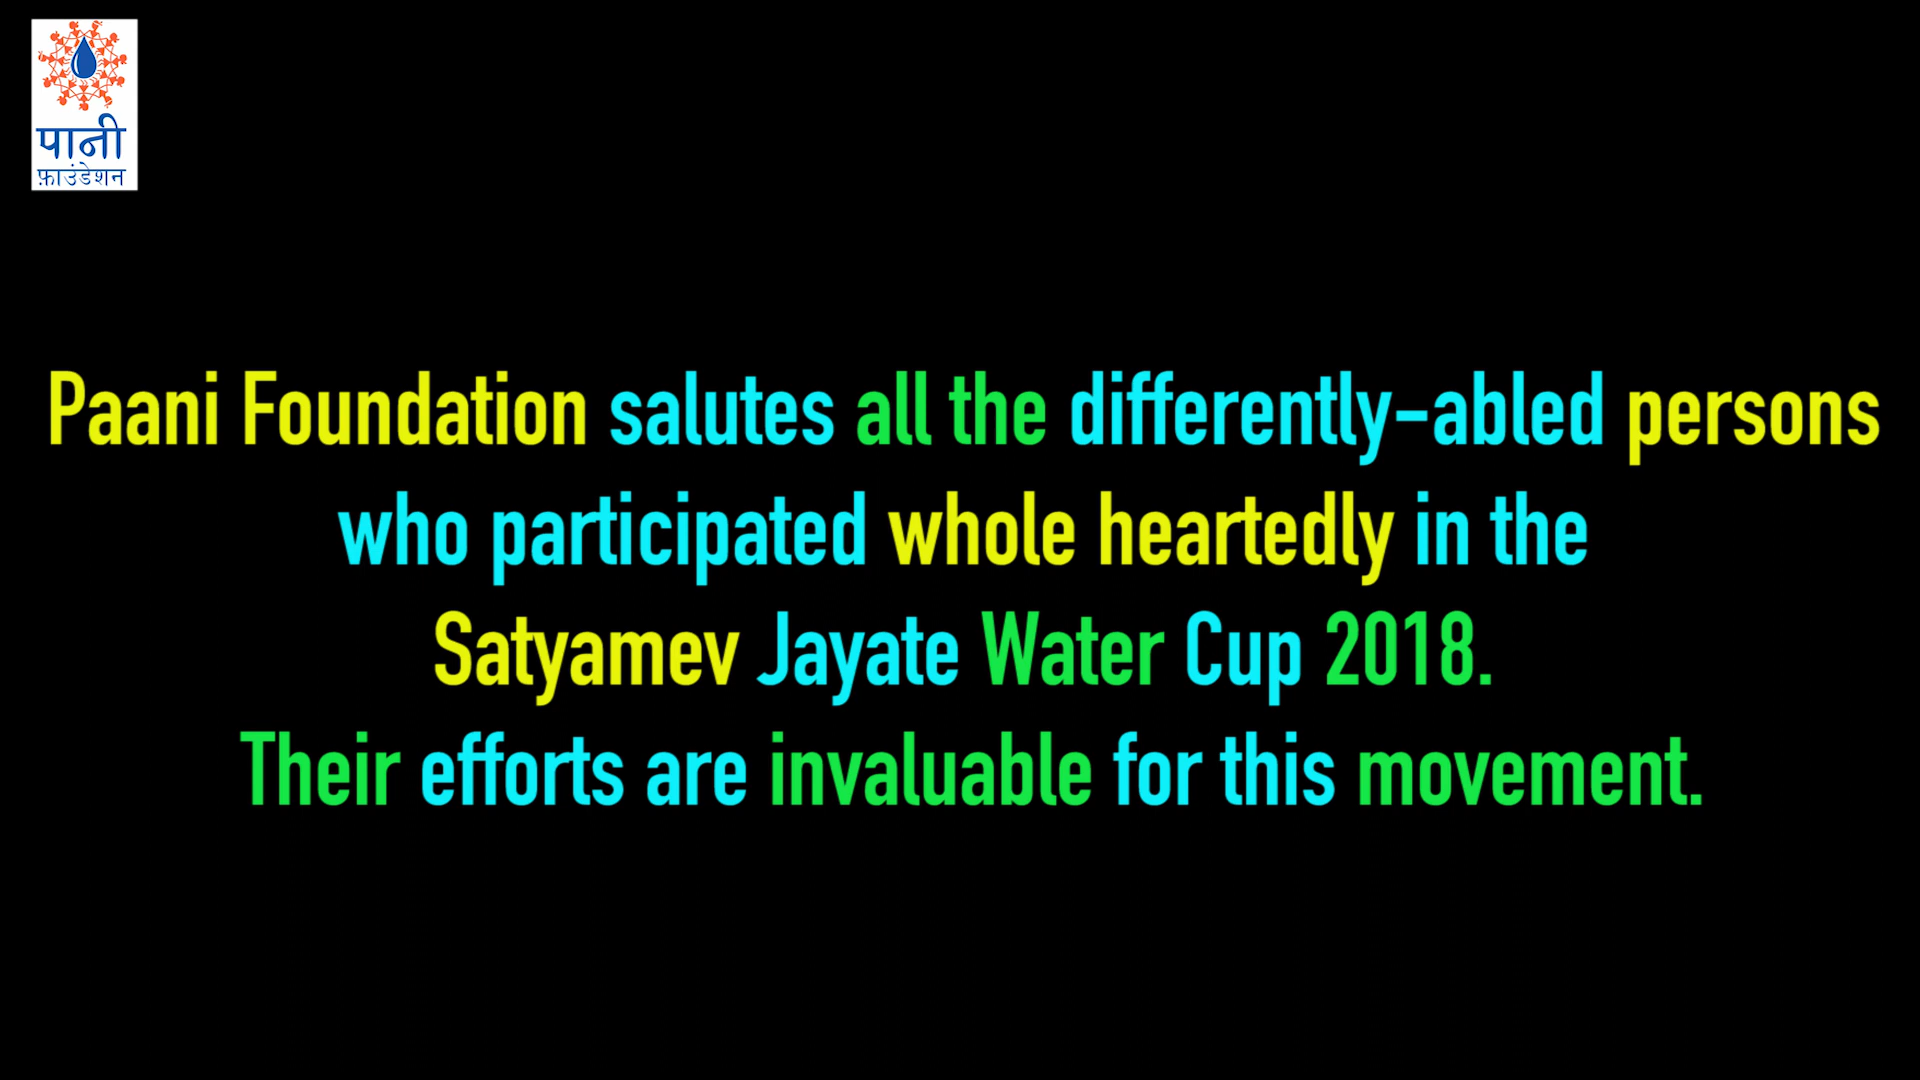 पानी
फ़ाउंडेशन
Paani Foundation salutes all the differently-abled persons
who participated whole heartedly in the
Satyamev Jayate Water Cup 2018.
Their efforts are invaluable for this movement.